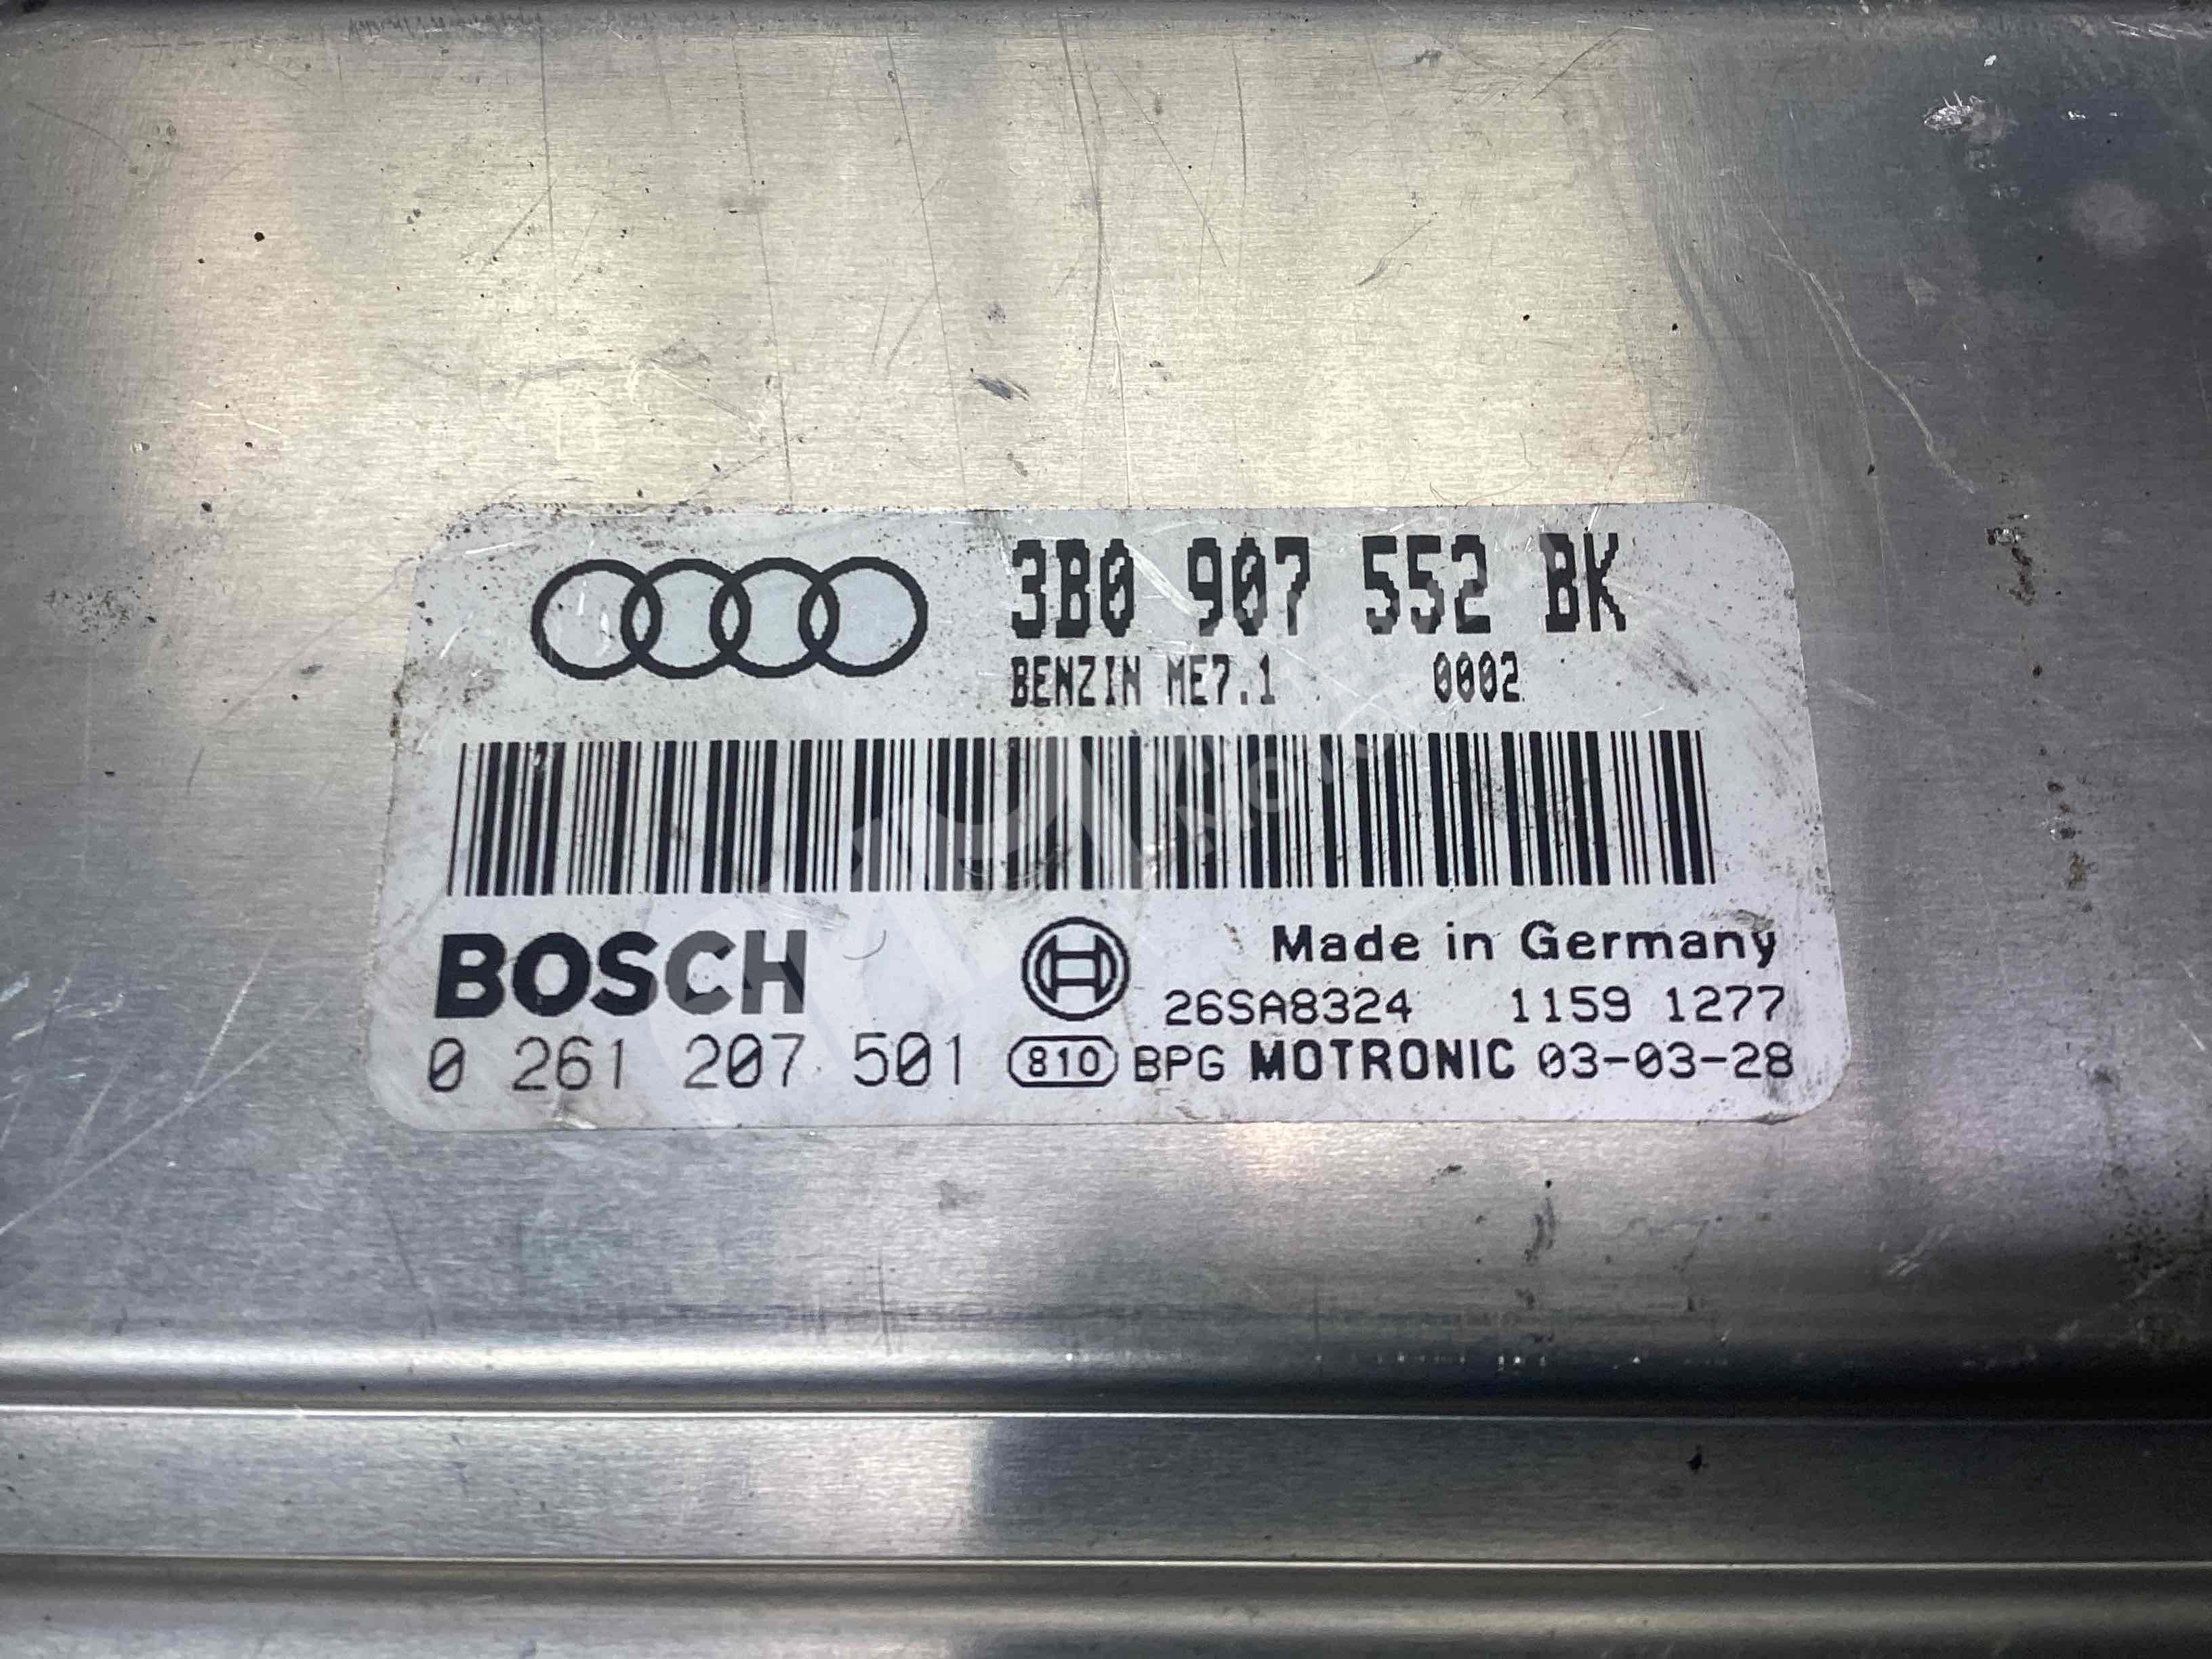 3B0 907 552 BK
BENZIN ME7.1 0002
BOSCH
Made in Germany
26SA8324 1159 1277
0 261 207 501 810 BPG MOTRONIC 03-03-28